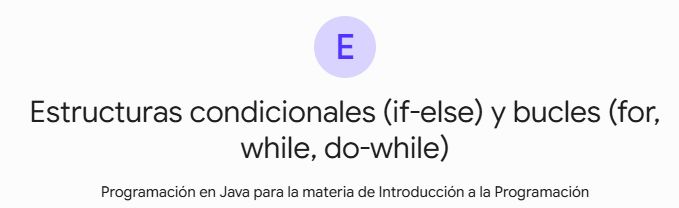 E
Estructuras condicionales (if-else) y bucles (for,
while, do-while)
Programación en Java para la materia de Introducción a la Programación